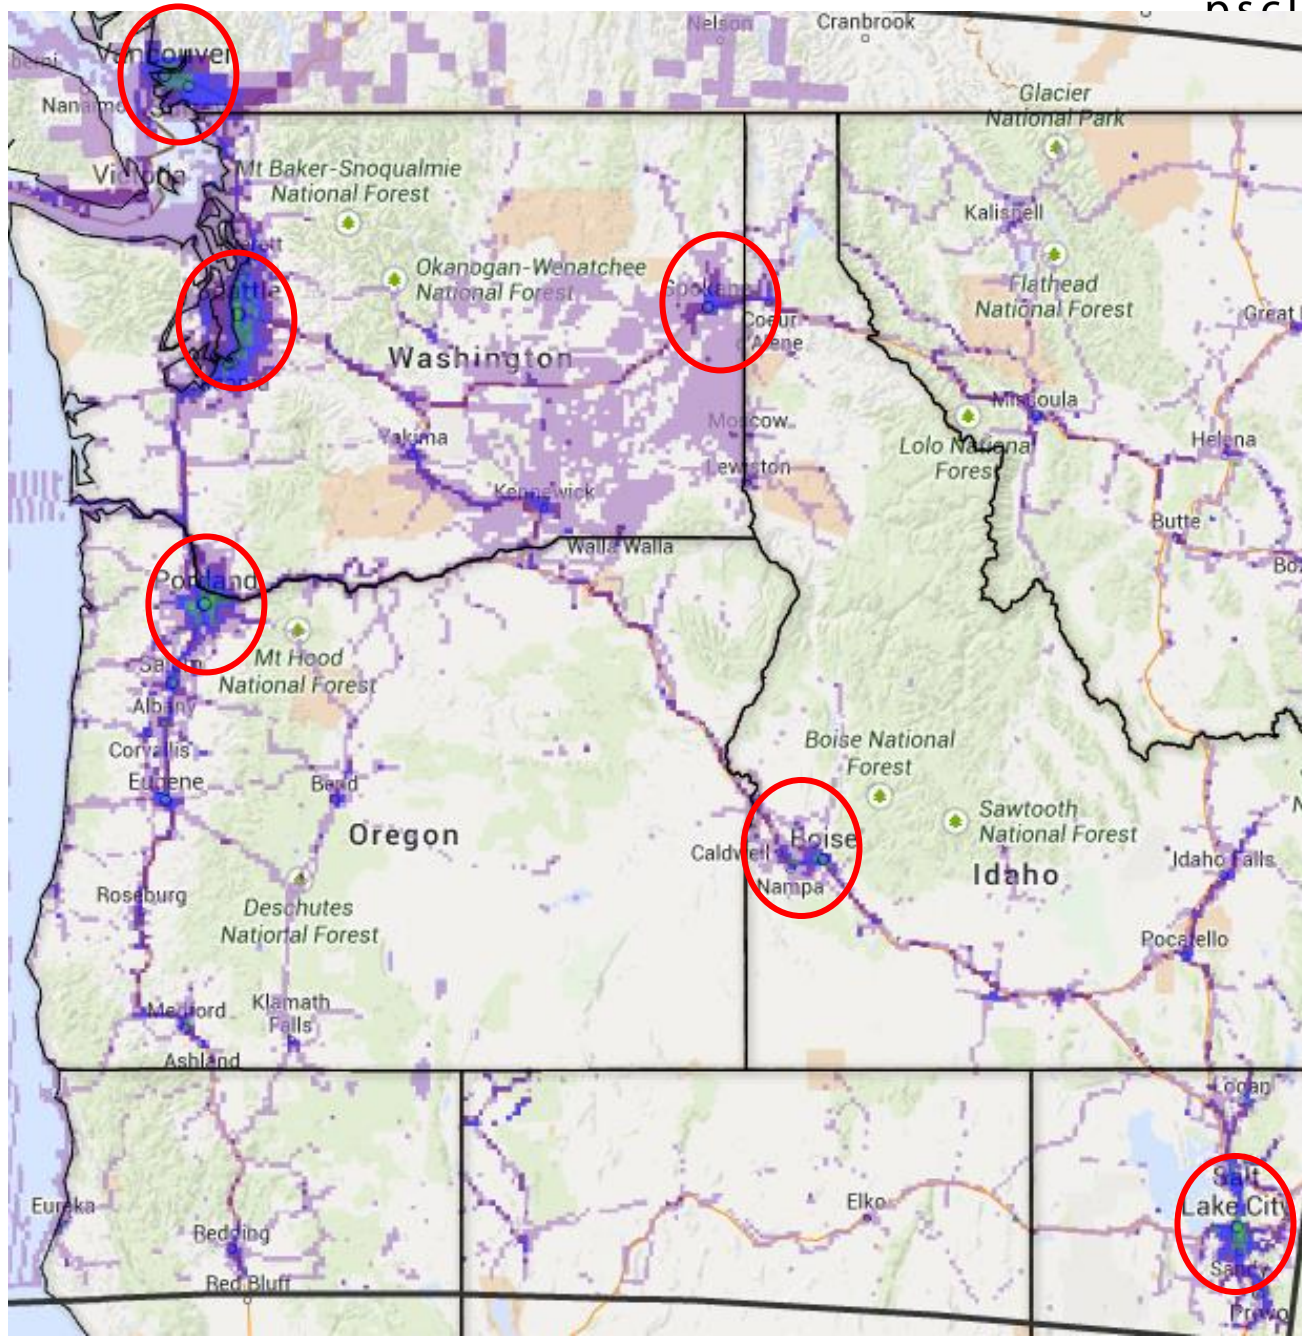 Nelson
Cranbrook
Vancouver
Glacier
National Park
Victoria
Mt Baker-Snoqualmie
National Forest
Kalispell
Okanogan-Wenatchee
National Forest
Flathead
National Forest
Seattle
Spokane
Coeur
d'Alene
Great
Washington
Missoula
Yakima
Moscow
Lolo National
Forest
Helena
Lewiston
Kennewick
Butte
Walla Walla
Portland
Salem
Mt Hood
National Forest
Albany
Corvallis
Boise National
Forest
Eugene
Bend
Sawtooth
National Forest
Oregon
Boise
Caldwell
Idaho Falls
Nampa
Idaho
Roseburg
Deschutes
National Forest
Pocatello
Medford
Klamath
Falls
Ashland
Logan
Salt
Lake City
Eureka
Elko
Redding
Sandy
Red Bluff
Provo